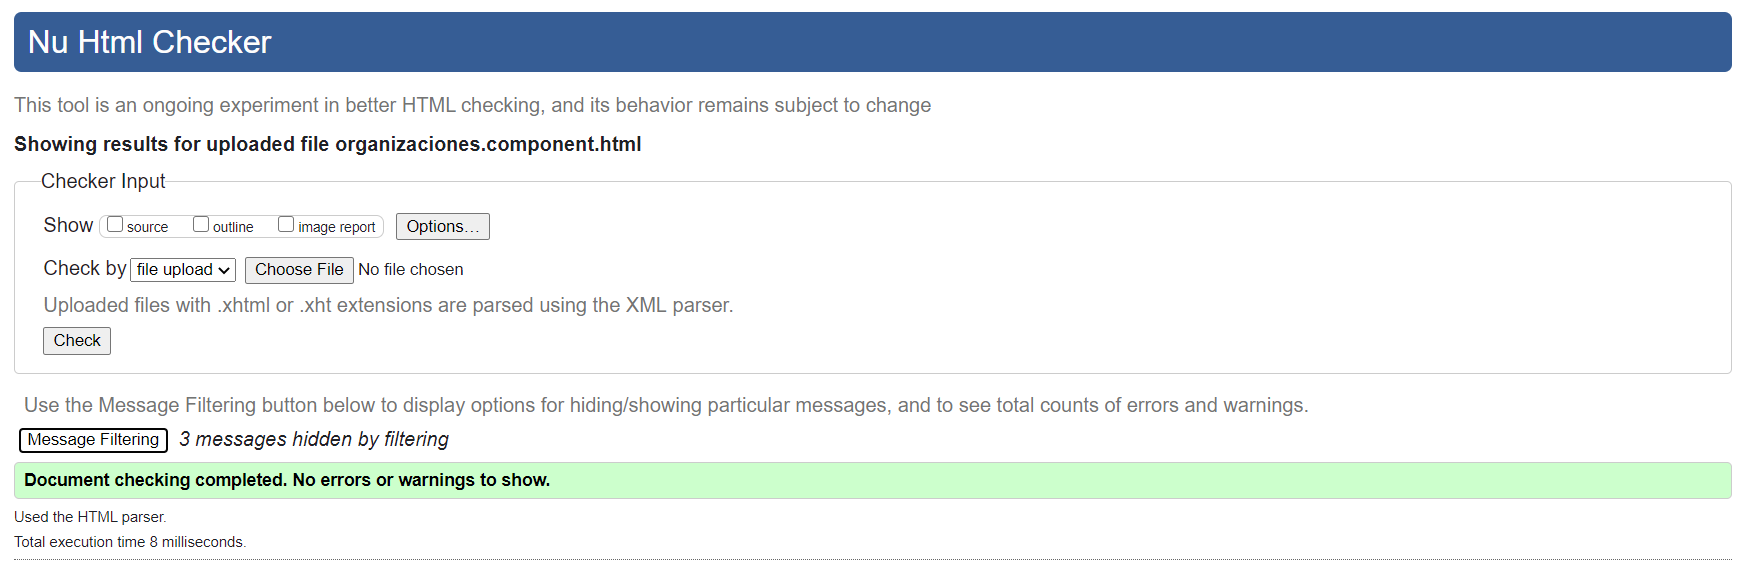 Nu Html Checker
This tool is an ongoing experiment in better HTML checking, and its behavior remains subject to change
Showing results for uploaded file organizaciones.component.html
Checker Input
Show source outline image report Options...
Check by file upload Choose File No file chosen
Uploaded files with .xhtml or .xht extensions are parsed using the XML parser.
Check
Use the Message Filtering button below to display options for hiding/showing particular messages, and to see total counts of errors and warnings.
Message Filtering 3 messages hidden by filtering
Document checking completed. No errors or warnings to show.
Used the HTML parser.
Total execution time 8 milliseconds.